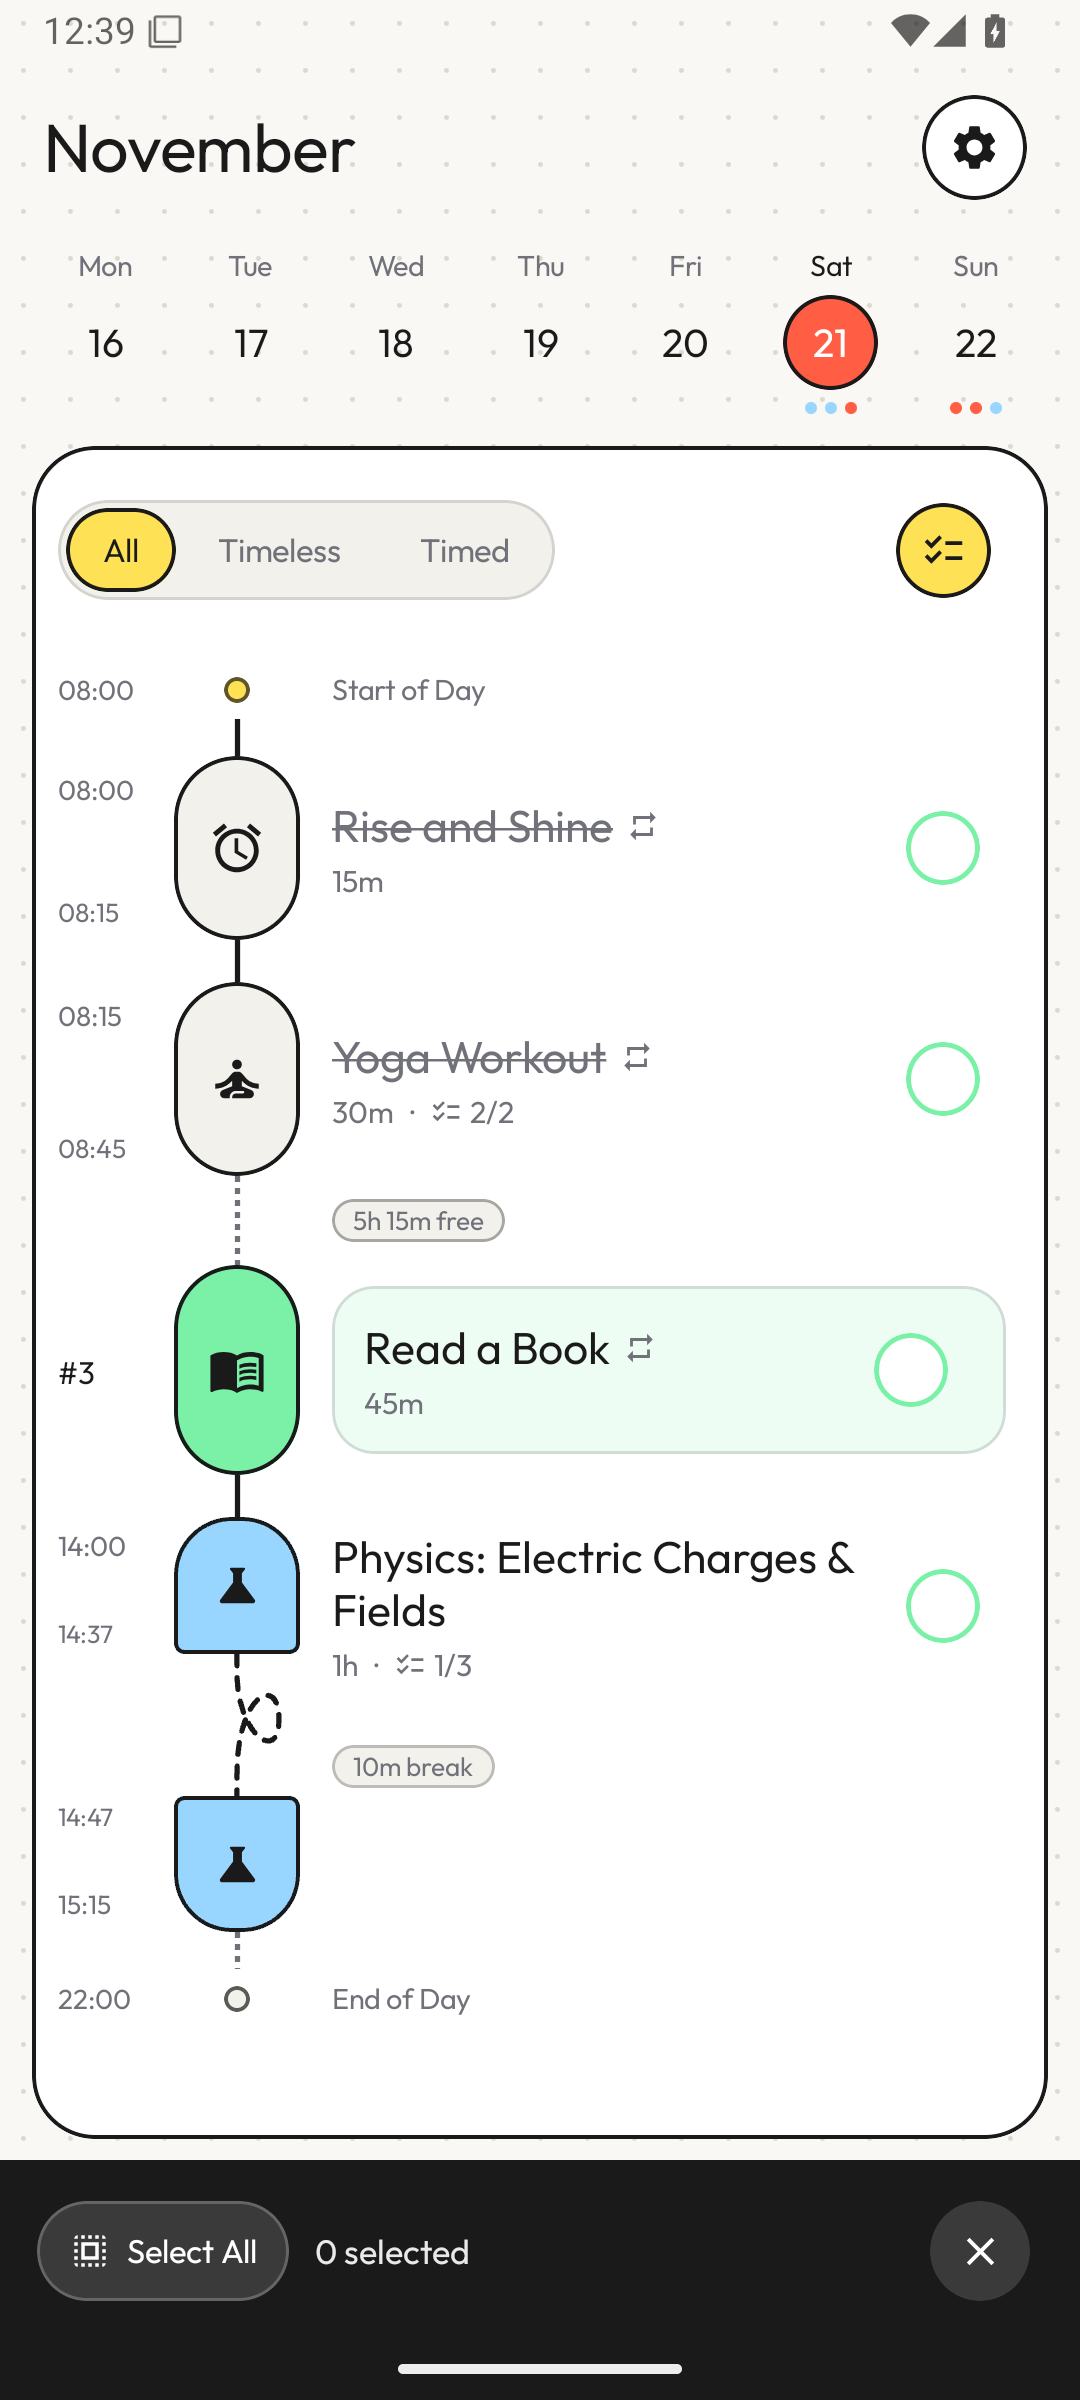 12:39
November
Mon Tue Wed Thu Fri Sat Sun
16 17 18 19 20 21 22
All Timeless Timed
08:00 Start of Day
08:00
Rise and Shine
15m
08:15
08:15
Yoga Workout
30m · 2/2
08:45
5h 15m free
Read a Book
#3
45m
14:00
Physics: Electric Charges &
Fields
14:37
1h · 1/3
10m break
14:47
15:15
22:00 End of Day
Select All 0 selected